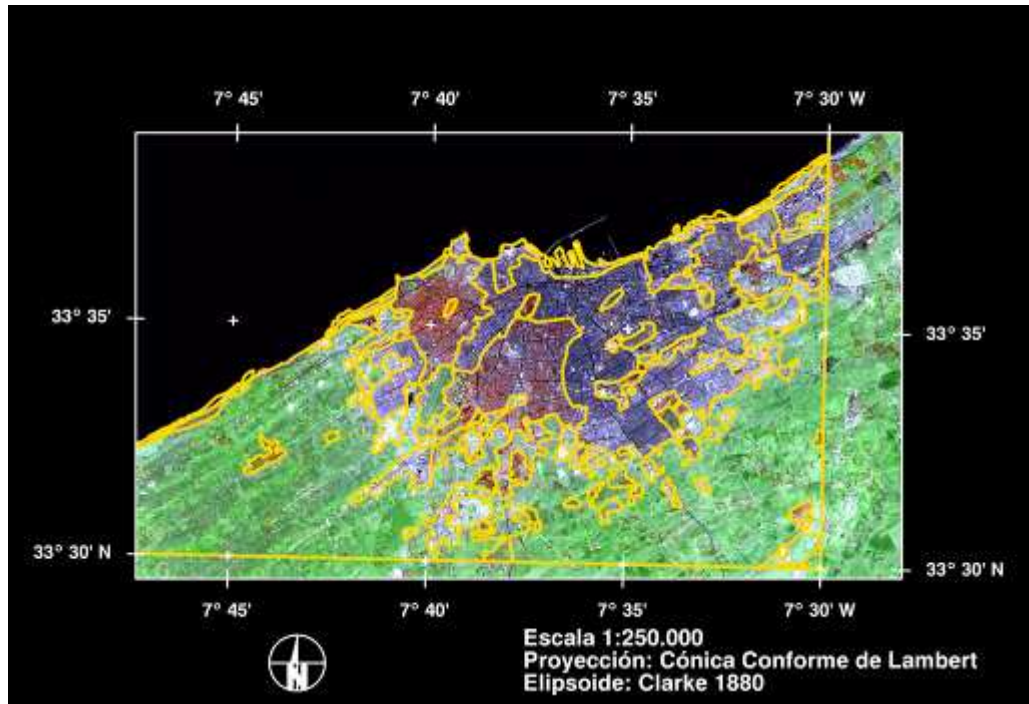 7° 45' 7° 40' 7° 35' 7° 30' W
33° 35' 33° 35'
33° 30' N 33° 30' N
7° 45' 7° 40' 7° 35' 7° 30' W
N
Escala 1:250.000
Proyección: Cónica Conforme de Lambert
Elipsoide: Clarke 1880